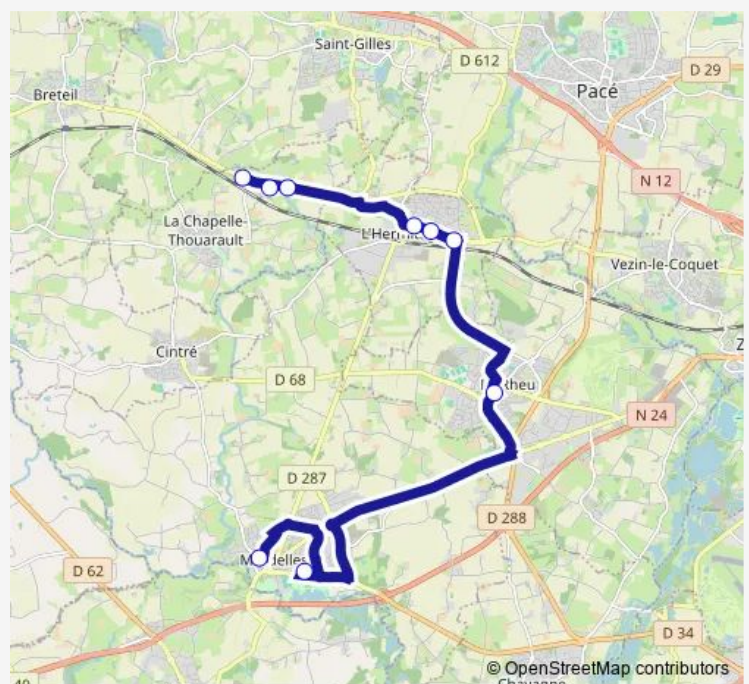 Saint-Gilles
D 612
D 29
Breteil
Pacé
N 12
La Chapelle-
Thouarault
Vezin-le-Coquet
Cintré
D 68
N 24
D 287
D 288
D 62
D 34
© OpenStreetMap contributors